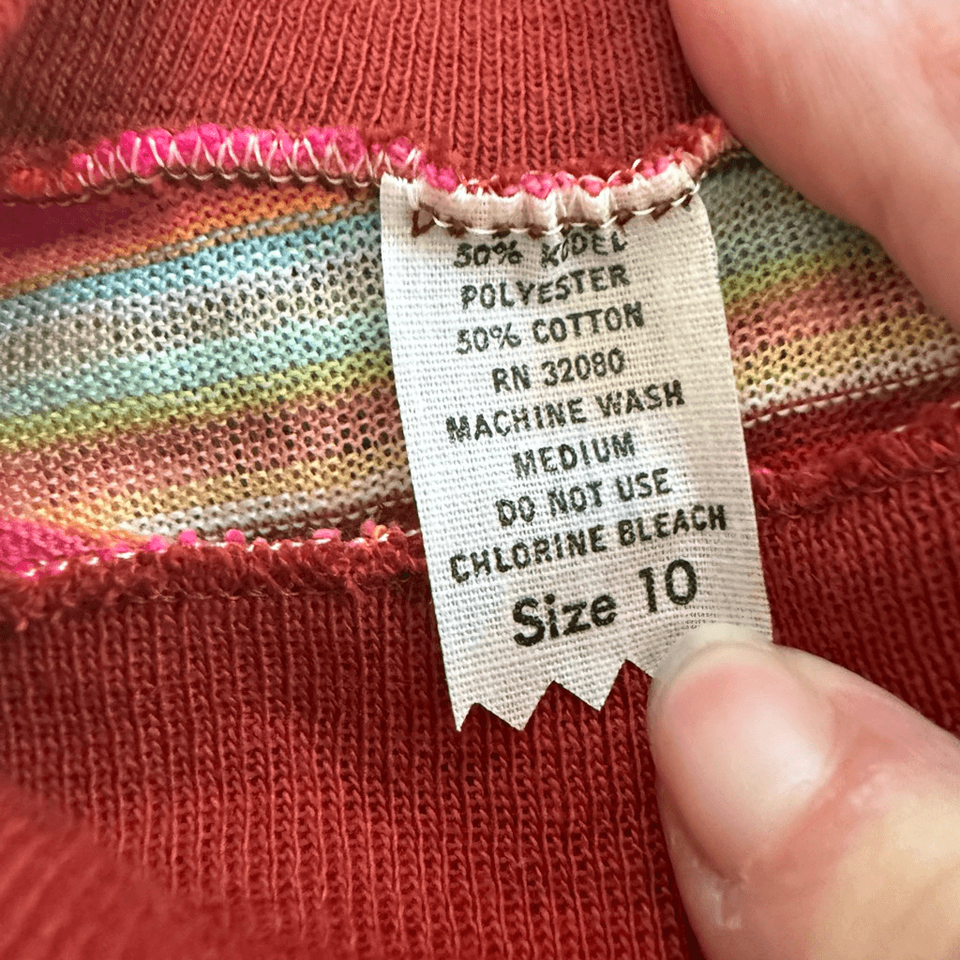 50% KODEL
POLYESTER
50% COTTON
RN 32080
MACHINE WASH
MEDIUM
DO NOT USE
CHLORINE BLEACH
Size 10